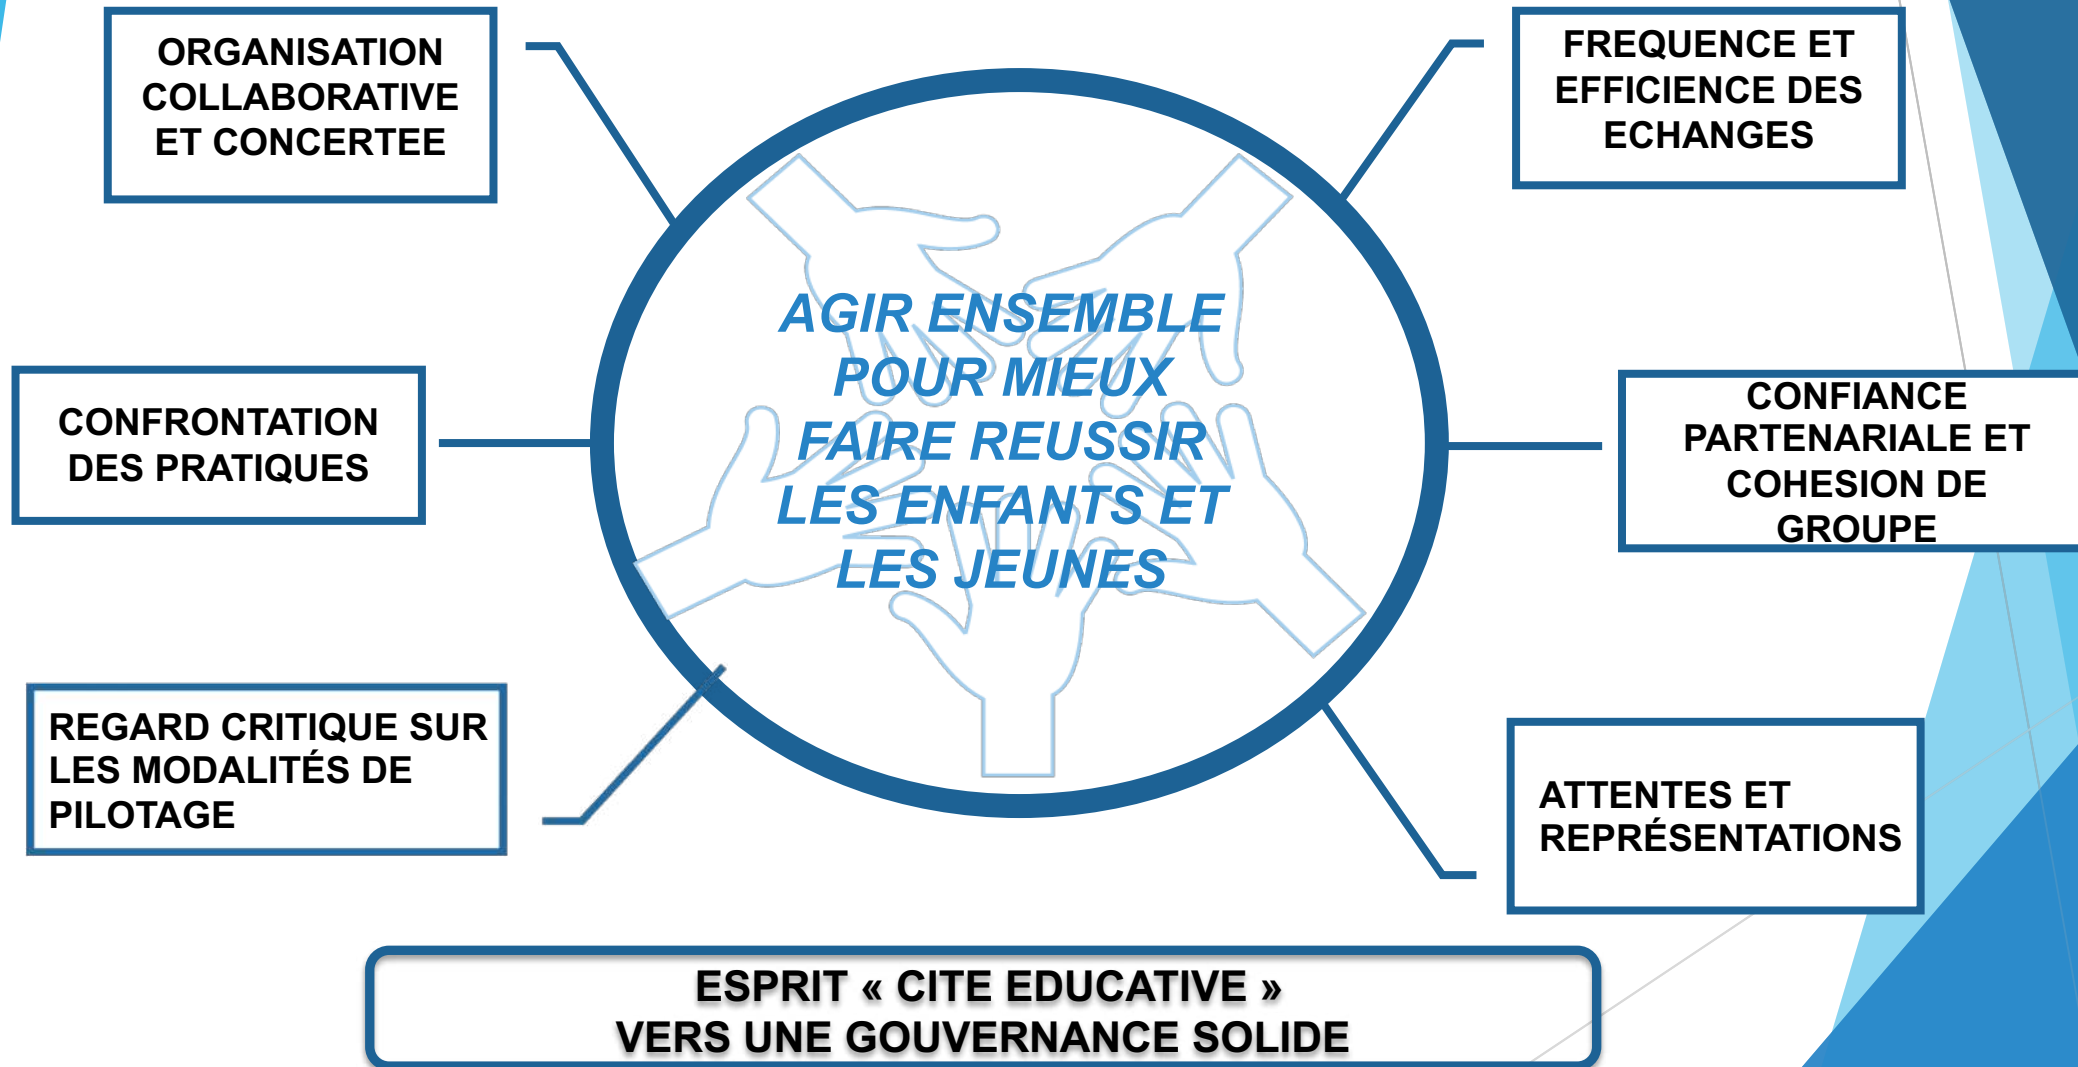 ORGANISATION
COLLABORATIVE
ET CONCERTEE
FREQUENCE ET
EFFICIENCE DES
ECHANGES
AGIR ENSEMBLE
POUR MIEUX
FAIRE REUSSIR
LES ENFANTS ET
LES JEUNES
CONFRONTATION
DES PRATIQUES
CONFIANCE
PARTENARIALE ET
COHESION DE
GROUPE
REGARD CRITIQUE SUR
LES MODALITÉS DE
PILOTAGE
ATTENTES ET
REPRÉSENTATIONS
ESPRIT « CITE EDUCATIVE »
VERS UNE GOUVERNANCE SOLIDE